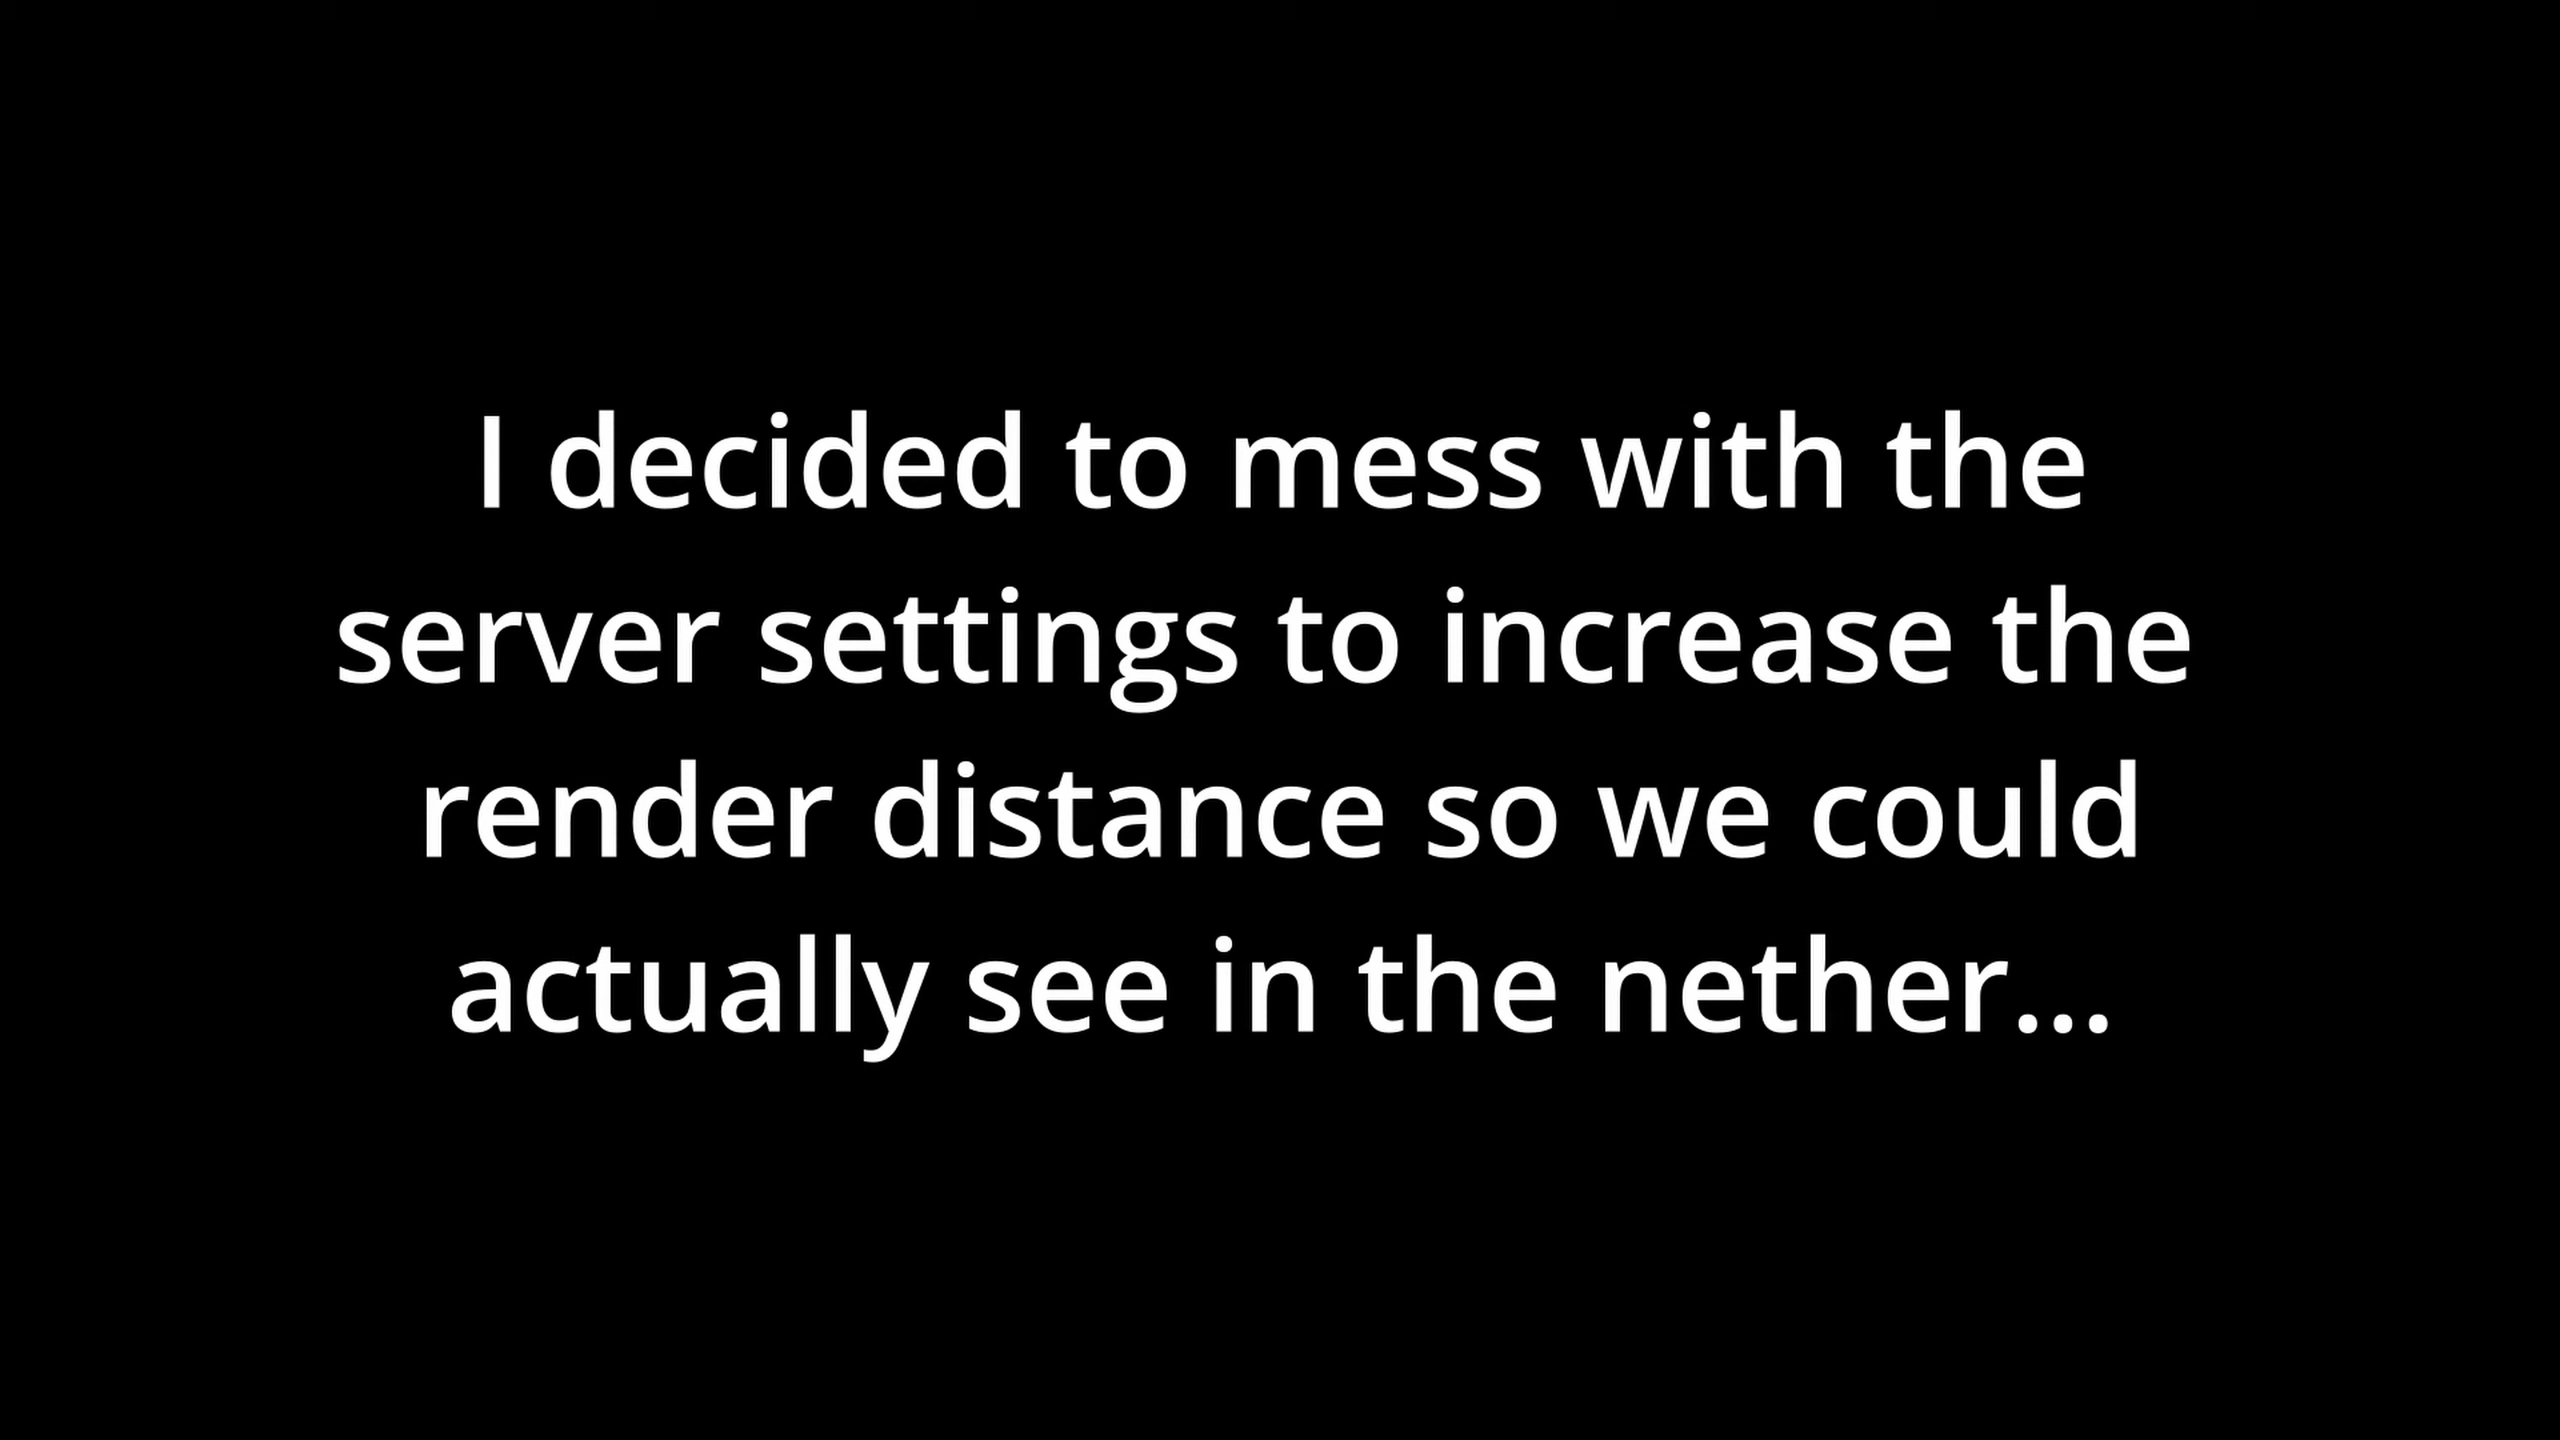 I decided to mess with the
server settings to increase the
render distance so we could
actually see in the nether...